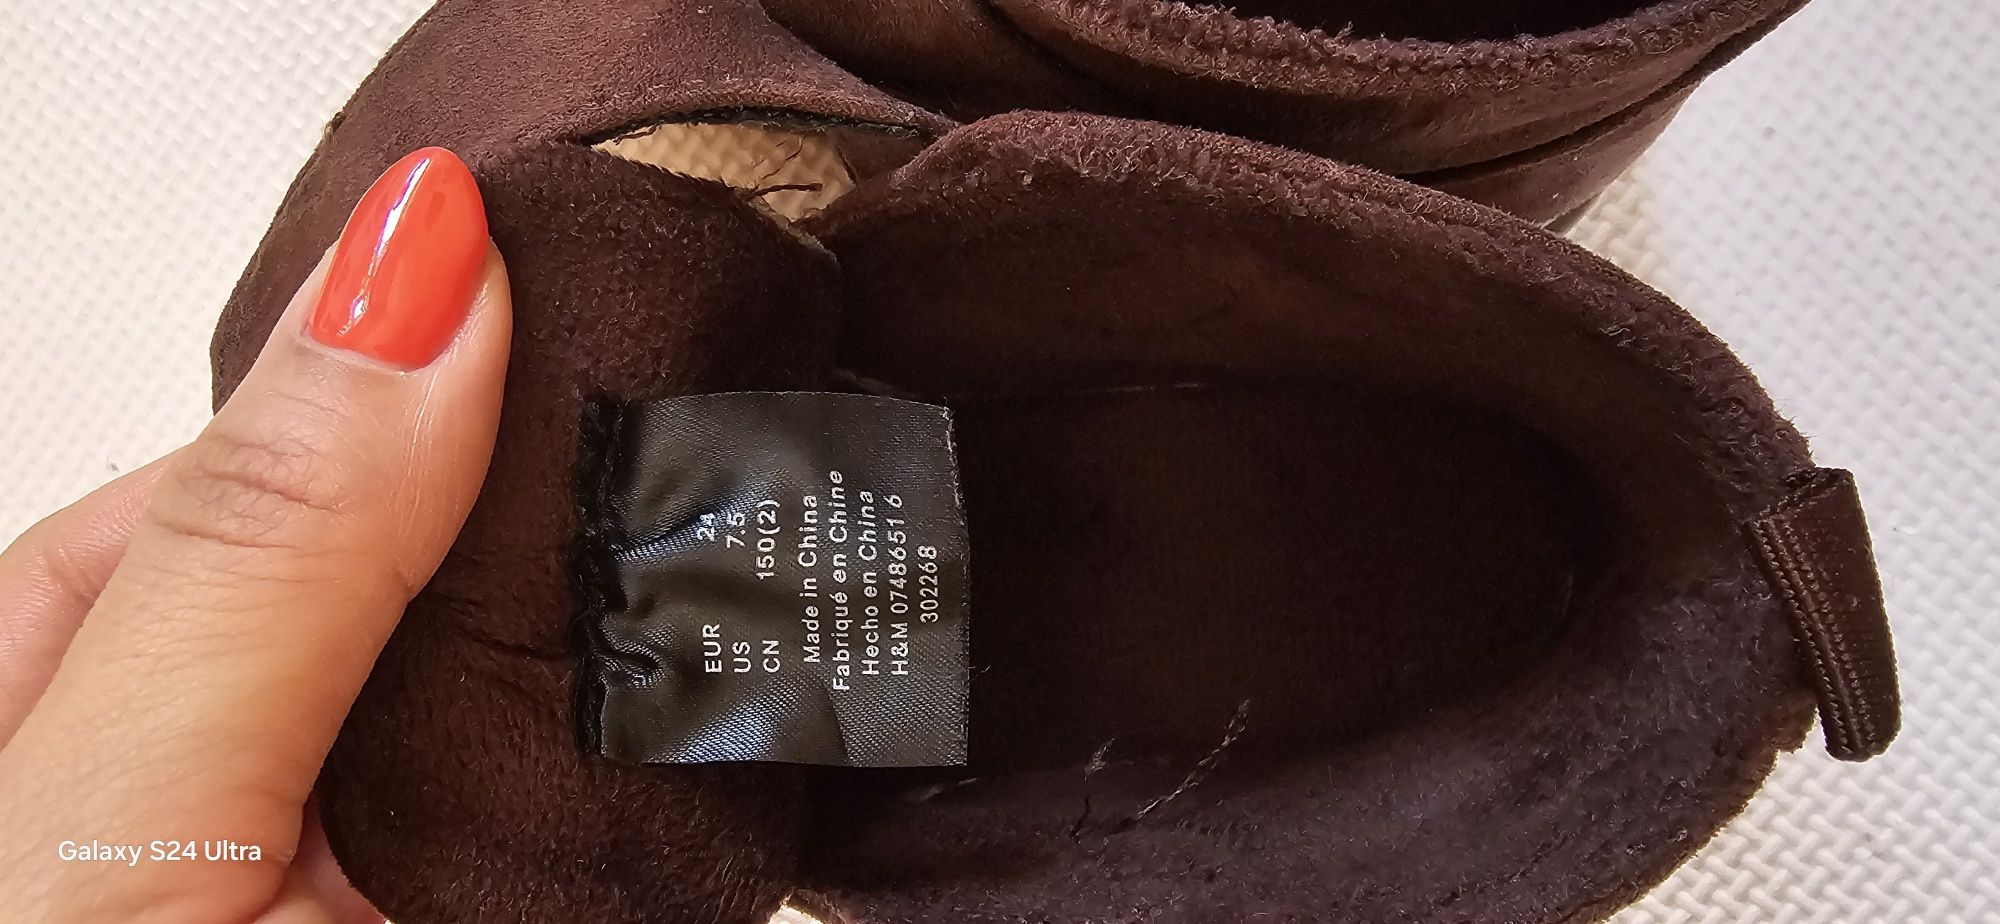 EUR 24
US 7.5
CN 150(2)
Made in China
Fabriqué en Chine
Hecho en China
H&M 0748651 6
302268
Galaxy S24 Ultra